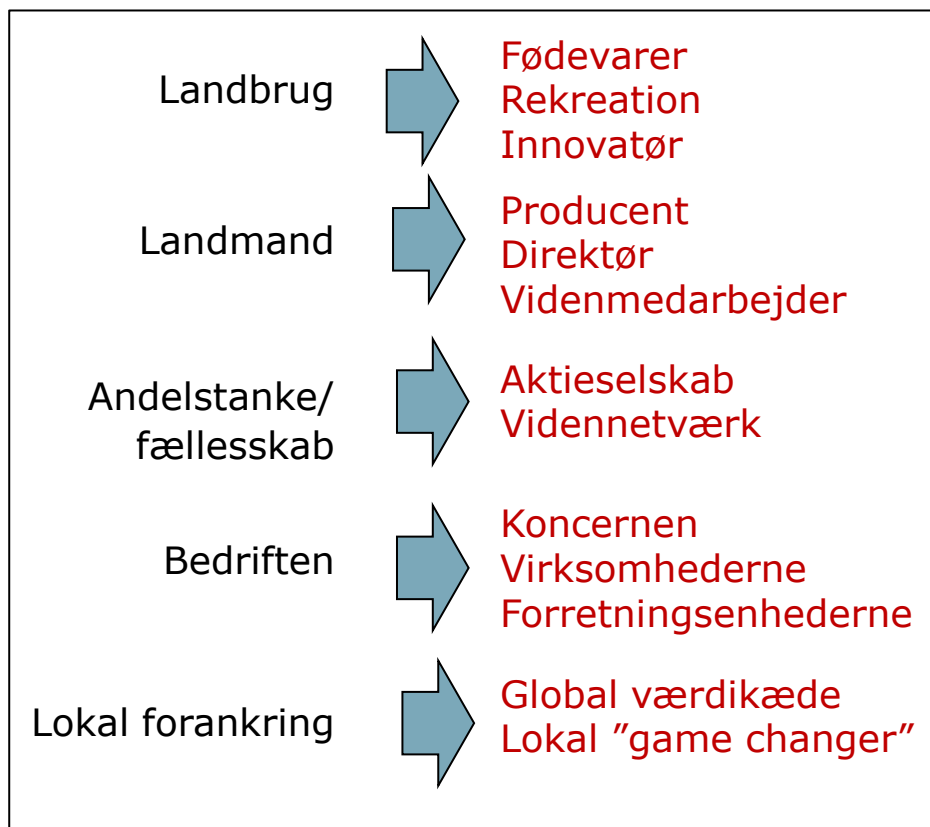 Landbrug
Fødevarer
Rekreation
Innovatør
Landmand
Producent
Direktør
Videnmedarbejder
Andelstanke/
fællesskab
Aktieselskab
Vidennetværk
Bedriften
Koncernen
Virksomhederne
Forretningsenhederne
Lokal forankring
Global værdikæde
Lokal ”game changer”